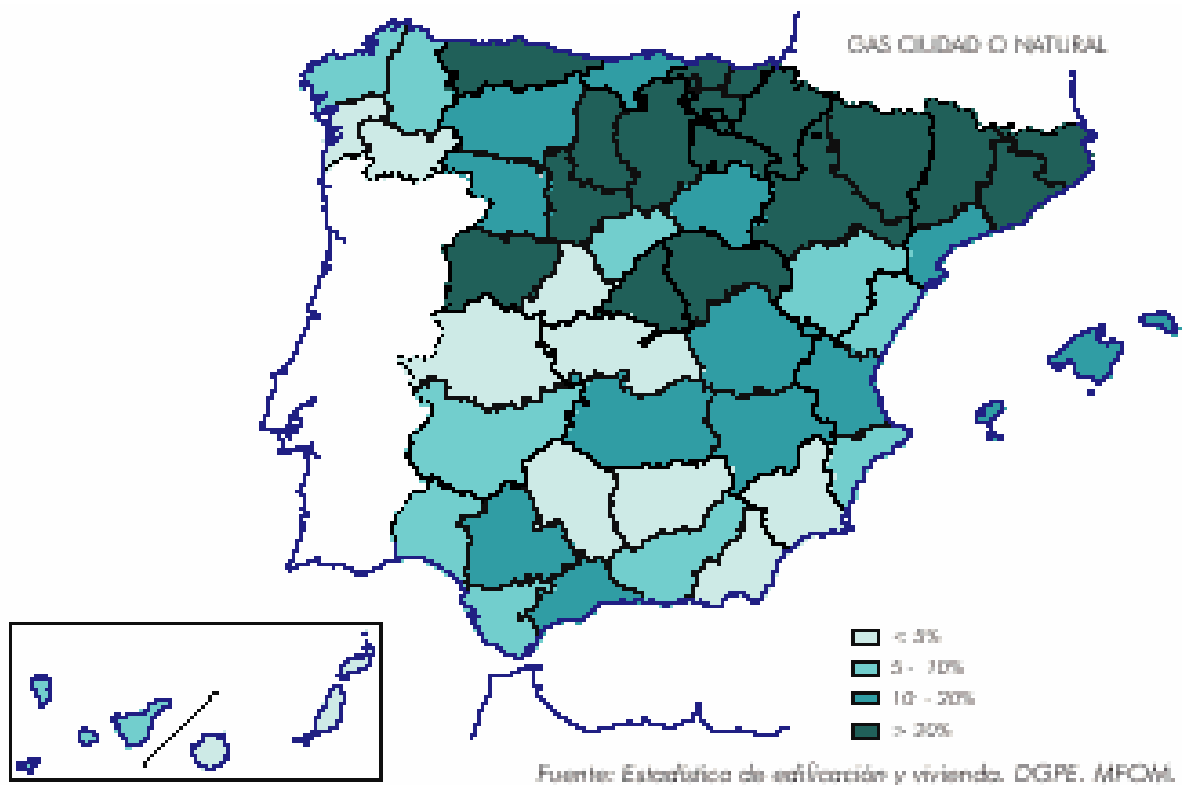 GAS CIUDAD O NATURAL
< 5%
5 - 10%
10 - 20%
> 20%
Fuente: Estadística de edificación y vivienda. DGPE. MFOM.